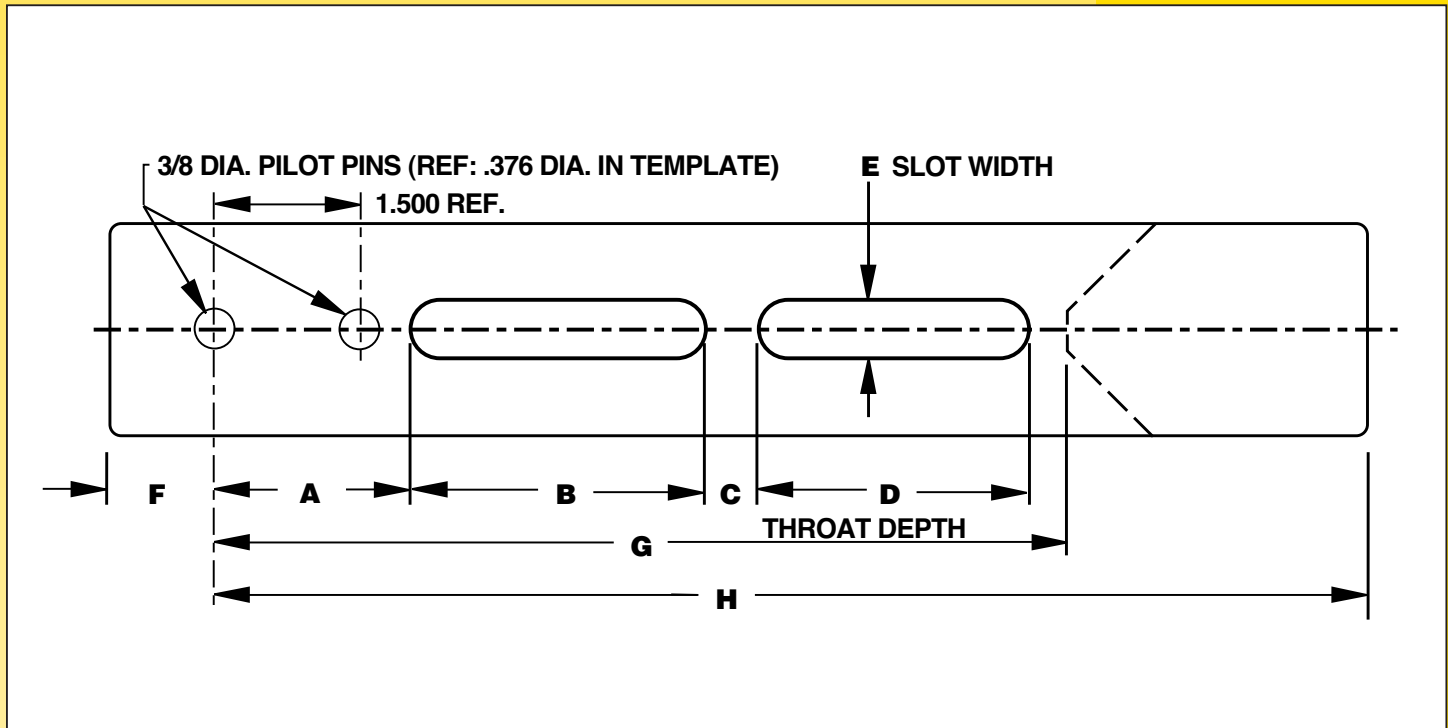 3/8 DIA. PILOT PINS (REF: .376 DIA. IN TEMPLATE)
E SLOT WIDTH
1.500 REF.
F
A
B
C
D
THROAT DEPTH
G
H